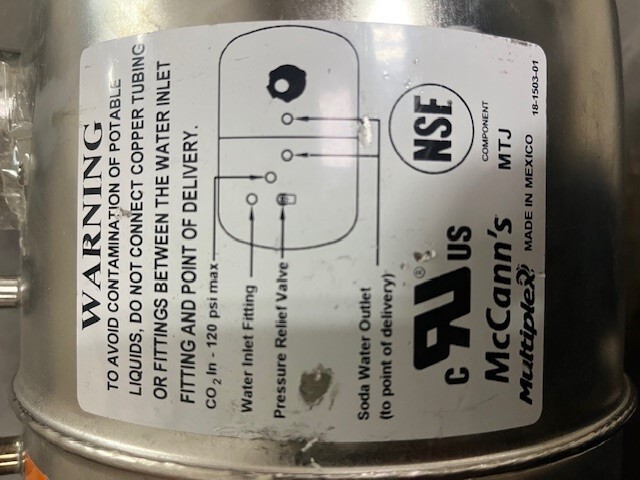 WARNING
TO AVOID CONTAMINATION OF POTABLE
LIQUIDS, DO NOT CONNECT COPPER TUBING
OR FITTINGS BETWEEN THE WATER INLET
FITTING AND POINT OF DELIVERY.
CO2 In - 120 psi max
Water Inlet Fitting
Pressure Relief Valve
Soda Water Outlet
(to point of delivery)
NSF®
COMPONENT
MTJ
18-1503-01
C RU® US
McCann's
Multiplex®
MADE IN MEXICO